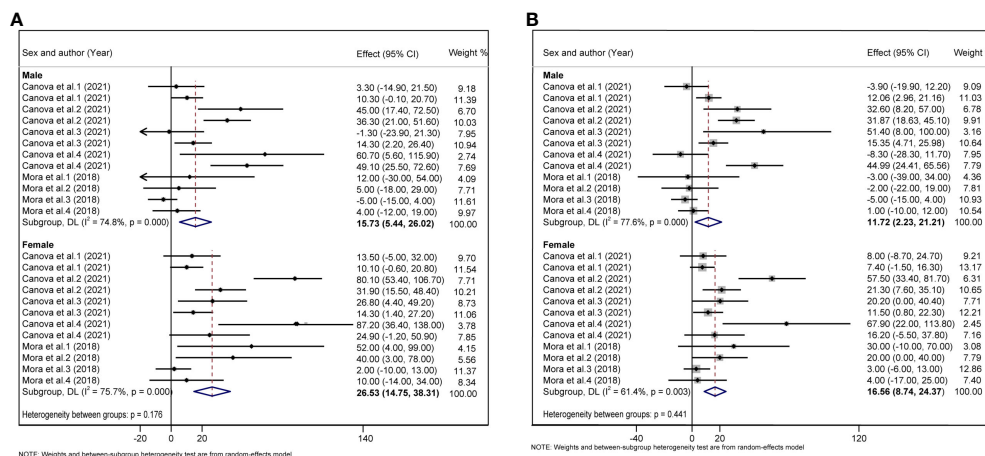 A
Sex and author (Year) Effect (95% CI) Weight %
Male
Canova et al.1 (2021) 3.30 (-14.90, 21.50) 9.18
Canova et al.1 (2021) 10.30 (-0.10, 20.70) 11.39
Canova et al.2 (2021) 45.00 (17.40, 72.50) 6.70
Canova et al.2 (2021) 36.30 (21.00, 51.60) 10.03
Canova et al.3 (2021) -1.30 (-23.90, 21.30) 7.95
Canova et al.3 (2021) 14.30 (2.20, 26.40) 10.94
Canova et al.4 (2021) 60.70 (5.60, 115.90) 2.74
Canova et al.4 (2021) 49.10 (25.50, 72.60) 7.69
Mora et al.1 (2018) 12.00 (-30.00, 54.00) 4.09
Mora et al.2 (2018) 5.00 (-18.00, 29.00) 7.71
Mora et al.3 (2018) -5.00 (-15.00, 4.00) 11.61
Mora et al.4 (2018) 4.00 (-12.00, 19.00) 9.97
Subgroup, DL (I² = 74.8%, p = 0.000) 15.73 (5.44, 26.02) 100.00
Female
Canova et al.1 (2021) 13.50 (-5.00, 32.00) 9.70
Canova et al.1 (2021) 10.10 (-0.60, 20.80) 11.54
Canova et al.2 (2021) 80.10 (53.40, 106.70) 7.71
Canova et al.2 (2021) 31.90 (15.50, 48.40) 10.21
Canova et al.3 (2021) 26.80 (4.40, 49.20) 8.73
Canova et al.3 (2021) 14.30 (1.40, 27.20) 11.06
Canova et al.4 (2021) 87.20 (36.40, 138.00) 3.78
Canova et al.4 (2021) 24.90 (-1.20, 50.90) 7.85
Mora et al.1 (2018) 52.00 (4.00, 99.00) 4.15
Mora et al.2 (2018) 40.00 (3.00, 78.00) 5.56
Mora et al.3 (2018) 2.00 (-10.00, 13.00) 11.37
Mora et al.4 (2018) 10.00 (-14.00, 34.00) 8.34
Subgroup, DL (I² = 75.7%, p = 0.000) 26.53 (14.75, 38.31) 100.00
Heterogeneity between groups: p = 0.176
-20 0 20 140
NOTE: Weights and between-subgroup heterogeneity test are from random-effects model
B
Sex and author (Year) Effect (95% CI) Weight
Male
Canova et al.1 (2021) -3.90 (-19.90, 12.20) 9.09
Canova et al.1 (2021) 12.06 (2.96, 21.16) 11.03
Canova et al.2 (2021) 32.60 (8.20, 57.00) 6.78
Canova et al.2 (2021) 31.87 (18.63, 45.10) 9.91
Canova et al.3 (2021) 51.40 (8.00, 100.00) 3.16
Canova et al.3 (2021) 15.35 (4.71, 25.98) 10.64
Canova et al.4 (2021) -8.30 (-28.30, 11.70) 7.95
Canova et al.4 (2021) 44.99 (24.41, 65.56) 7.79
Mora et al.1 (2018) -3.00 (-39.00, 34.00) 4.36
Mora et al.2 (2018) -2.00 (-22.00, 19.00) 7.81
Mora et al.3 (2018) -5.00 (-15.00, 4.00) 10.93
Mora et al.4 (2018) 1.00 (-10.00, 12.00) 10.54
Subgroup, DL (I² = 77.6%, p = 0.000) 11.72 (2.23, 21.21) 100.00
Female
Canova et al.1 (2021) 8.00 (-8.70, 24.70) 9.21
Canova et al.1 (2021) 7.40 (-1.50, 16.30) 13.17
Canova et al.2 (2021) 57.50 (33.40, 81.70) 6.31
Canova et al.2 (2021) 21.30 (7.60, 35.10) 10.65
Canova et al.3 (2021) 20.20 (0.00, 40.40) 7.71
Canova et al.3 (2021) 11.50 (0.80, 22.30) 12.21
Canova et al.4 (2021) 67.90 (22.00, 113.80) 2.45
Canova et al.4 (2021) 16.20 (-5.50, 37.80) 7.16
Mora et al.1 (2018) 30.00 (-10.00, 70.00) 3.08
Mora et al.2 (2018) 20.00 (0.00, 40.00) 7.79
Mora et al.3 (2018) 3.00 (-6.00, 13.00) 12.86
Mora et al.4 (2018) 4.00 (-17.00, 25.00) 7.40
Subgroup, DL (I² = 61.4%, p = 0.003) 16.56 (8.74, 24.37) 100.00
Heterogeneity between groups: p = 0.441
-40 0 20 120
NOTE: Weights and between-subgroup heterogeneity test are from random-effects model